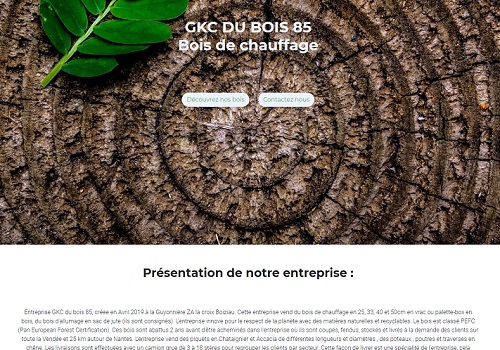 GKC DU BOIS 85
Bois de chauffage
Découvrez nos bois
Contactez nous
Présentation de notre entreprise :
Entreprise GKC du bois 85, créée en Avril 2019 à la Guyonnière ZA la croix Boizau. Cette entreprise vend du bois de chauffage en 25, 33, 40 et 50cm en vrac ou palette-box en
bois, du bois d'allumage en sac de jute (ils sont consignés). L'entreprise innove pour le respect de la planète avec des matières naturelles et recyclables. Le bois est classé PEFC
(Pan European Forest Certification). Ces bois sont abattus 2 ans avant d'être acheminés dans l'entreprise où ils sont coupés, fendus, stockés et livrés à la demande des clients sur
toute la Vendée et 25 km autour de Nantes. L'entreprise vend des piquets en Chataignier et Accacia de différentes longueurs et diamètres , des poteaux , poutres et traverses en
chêne. Les livraisons sont effectuées avec un camion grue de 3 à 18 stères pour regrouper les clients par secteur. Cette façon de livrer est une spécialité de l'entreprise, cela